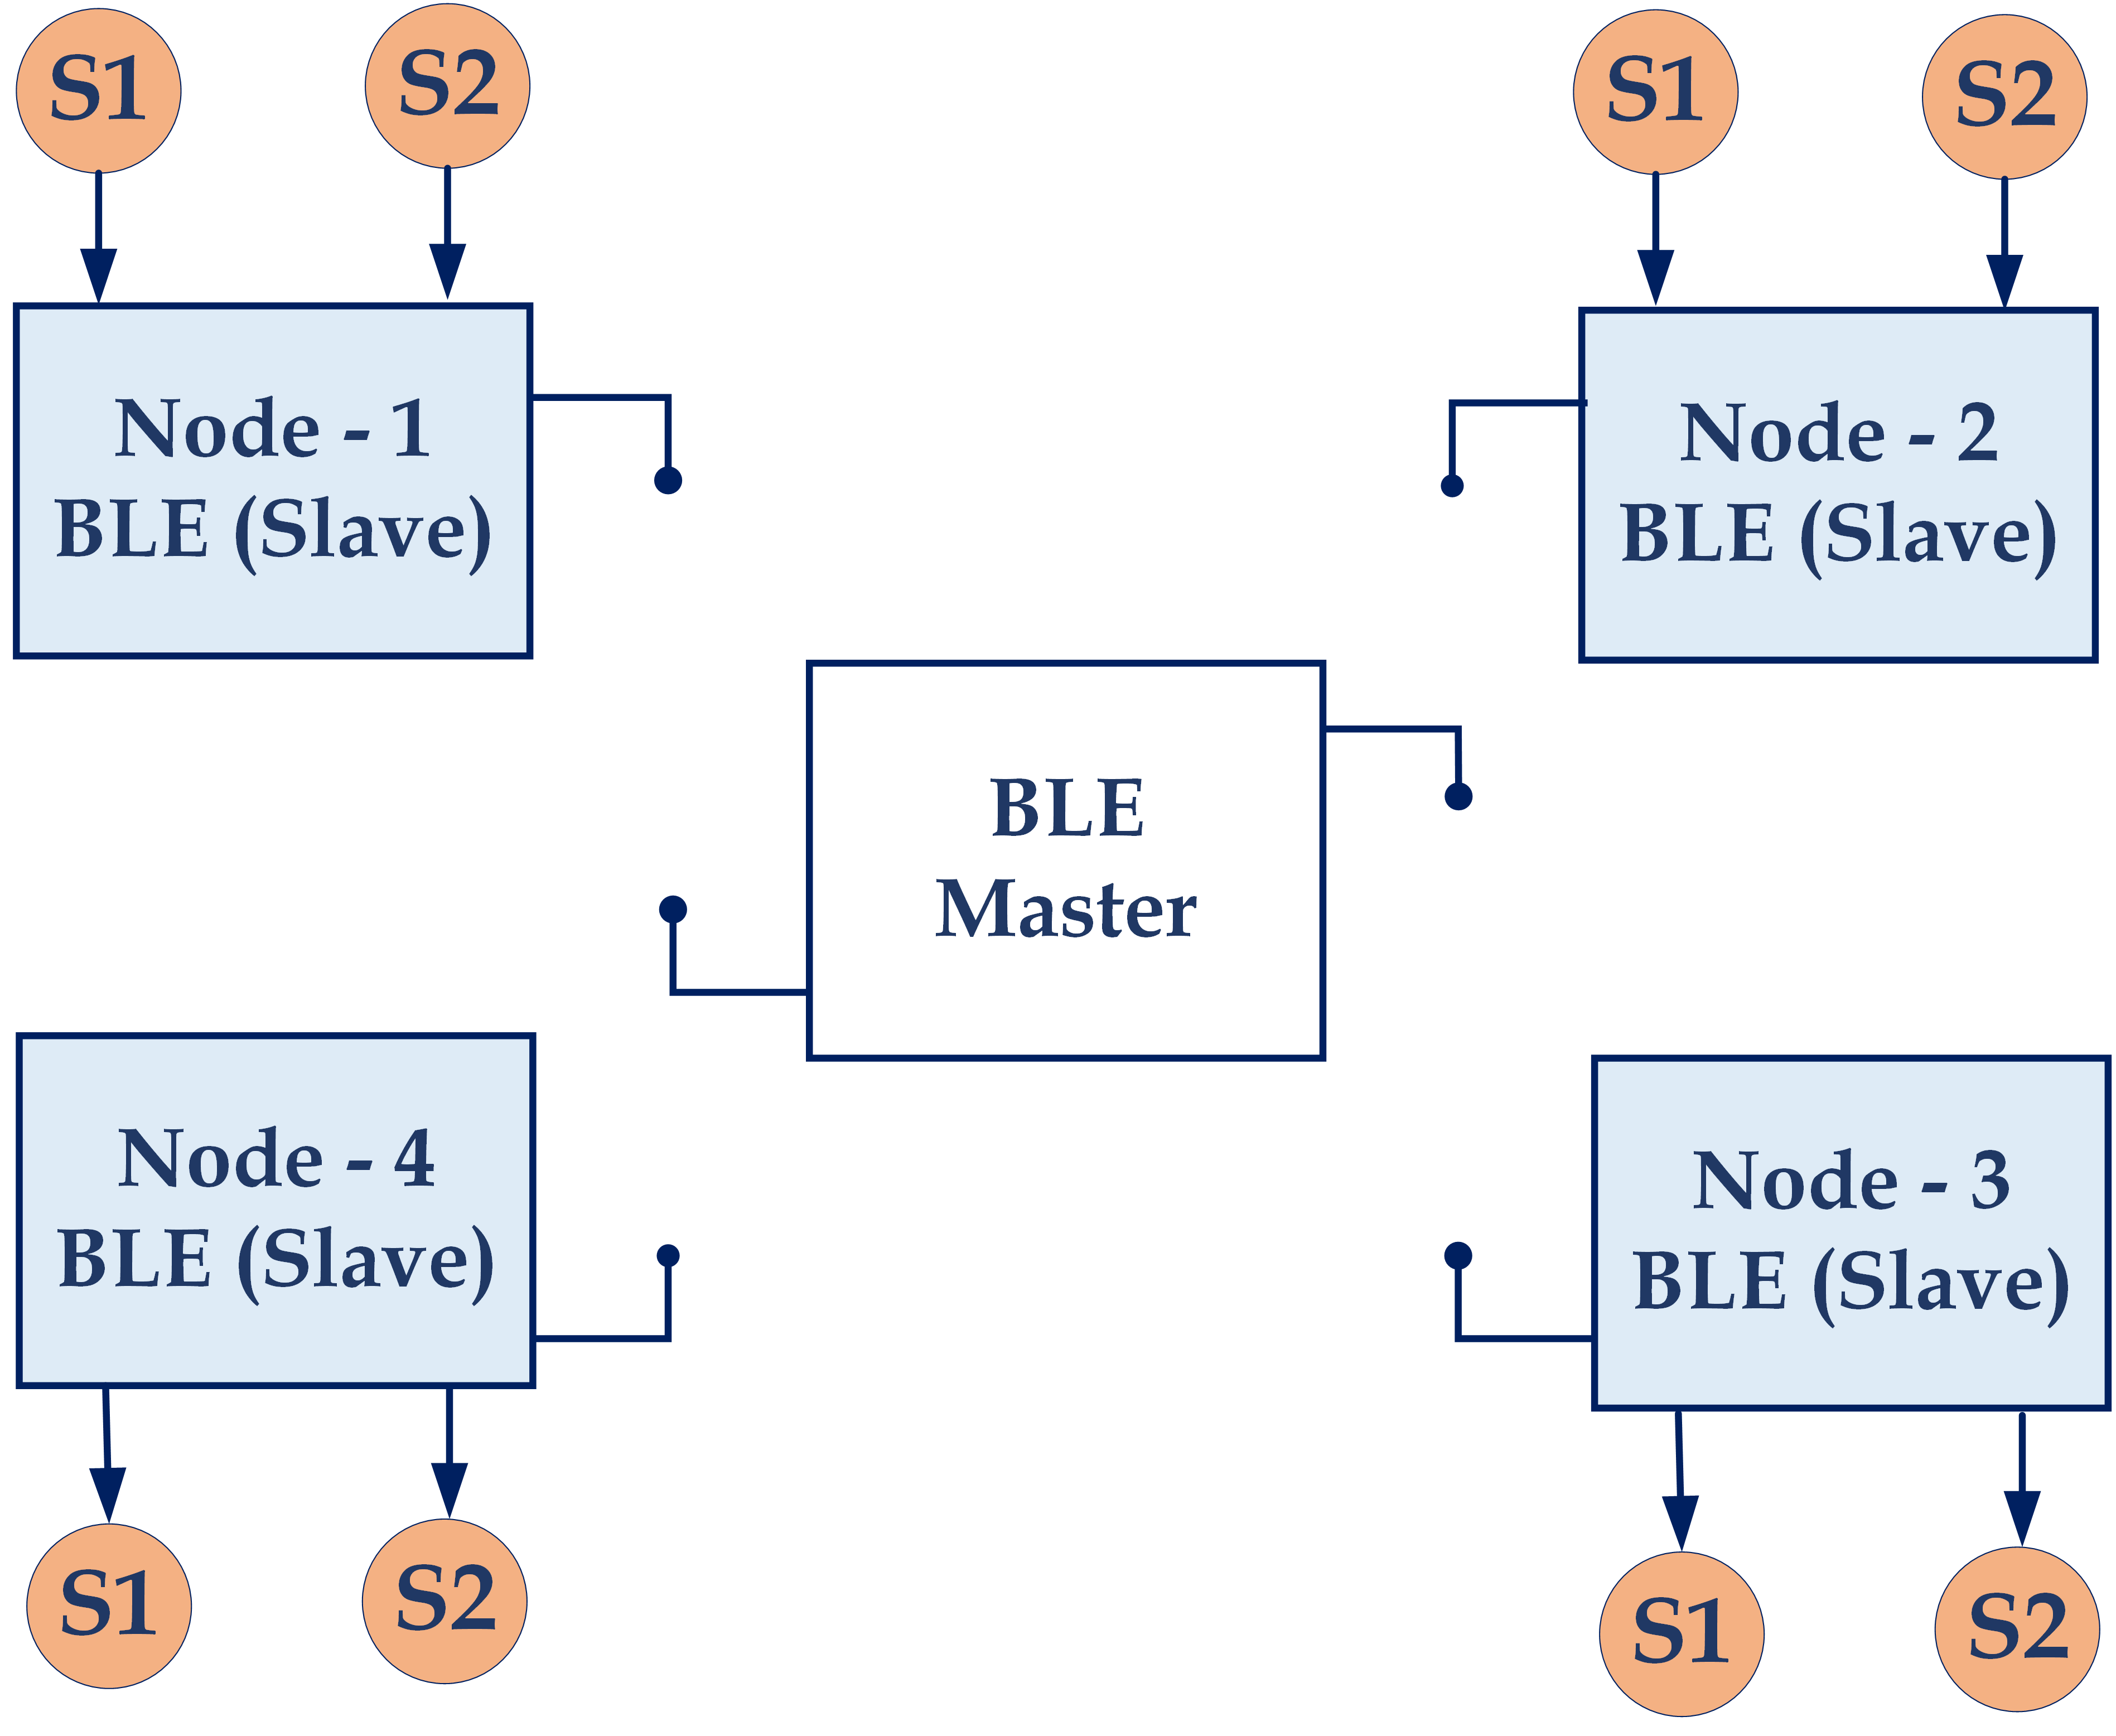 S1
S2
S1
S2
Node - 1
BLE (Slave)
Node - 2
BLE (Slave)
BLE
Master
Node - 4
BLE (Slave)
Node - 3
BLE (Slave)
S1
S2
S1
S2